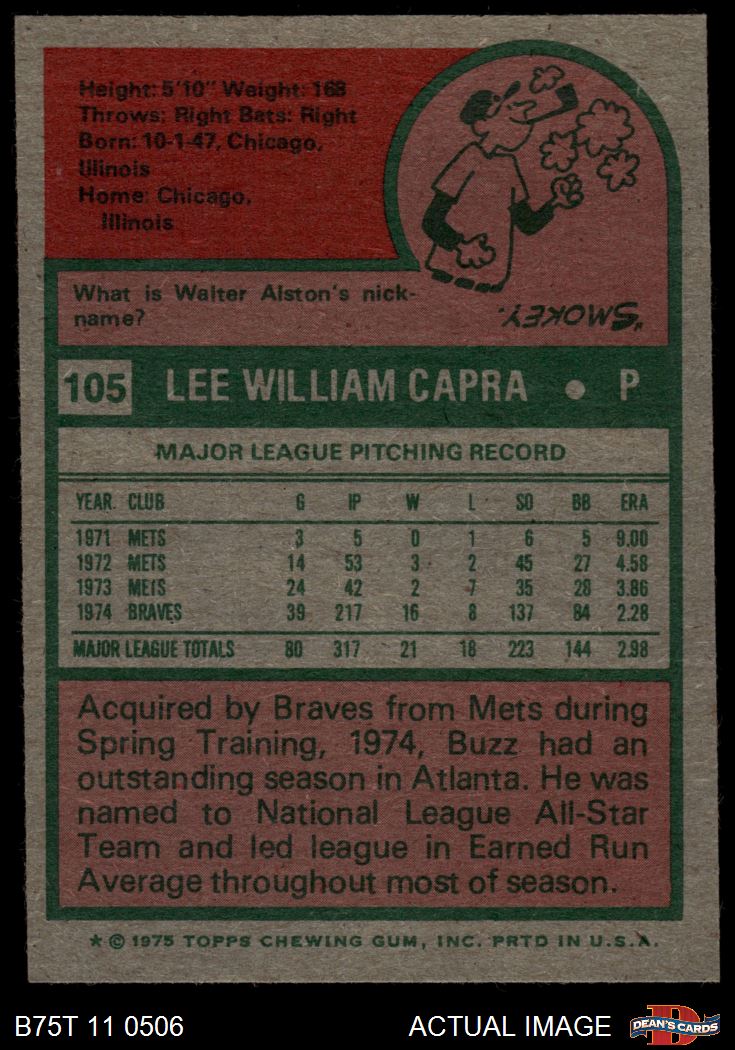 Height: 5'10" Weight: 168
Throws: Right Bats: Right
Born: 10-1-47, Chicago,
Illinois
Home: Chicago,
Illinois
What is Walter Alston's nick-
name?
"SMOKEY.
105 LEE WILLIAM CAPRA • P
MAJOR LEAGUE PITCHING RECORD
YEAR. CLUB G IP W L SO BB ERA
1971 METS 3 5 0 1 6 5 9.00
1972 METS 14 53 3 2 45 27 4.58
1973 METS 24 42 2 7 35 28 3.86
1974 BRAVES 39 217 16 8 137 84 2.28
MAJOR LEAGUE TOTALS 80 317 21 18 223 144 2.98
Acquired by Braves from Mets during
Spring Training, 1974, Buzz had an
outstanding season in Atlanta. He was
named to National League All-Star
Team and led league in Earned Run
Average throughout most of season.
* © 1975 TOPPS CHEWING GUM, INC. PRTD IN U.S.A.
B75T 11 0506 ACTUAL IMAGE D DEAN'S CARDS